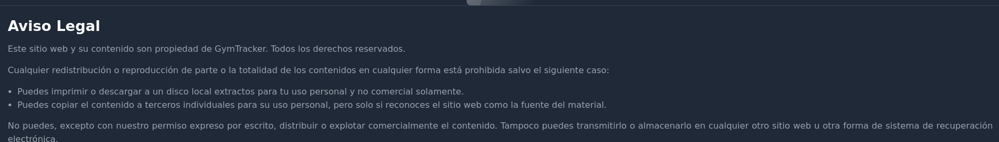 Aviso Legal
Este sitio web y su contenido son propiedad de GymTracker. Todos los derechos reservados.
Cualquier redistribución o reproducción de parte o la totalidad de los contenidos en cualquier forma está prohibida salvo el siguiente caso:
• Puedes imprimir o descargar a un disco local extractos para tu uso personal y no comercial solamente.
• Puedes copiar el contenido a terceros individuales para su uso personal, pero solo si reconoces el sitio web como la fuente del material.
No puedes, excepto con nuestro permiso expreso por escrito, distribuir o explotar comercialmente el contenido. Tampoco puedes transmitirlo o almacenarlo en cualquier otro sitio web u otra forma de sistema de recuperación
electrónica.